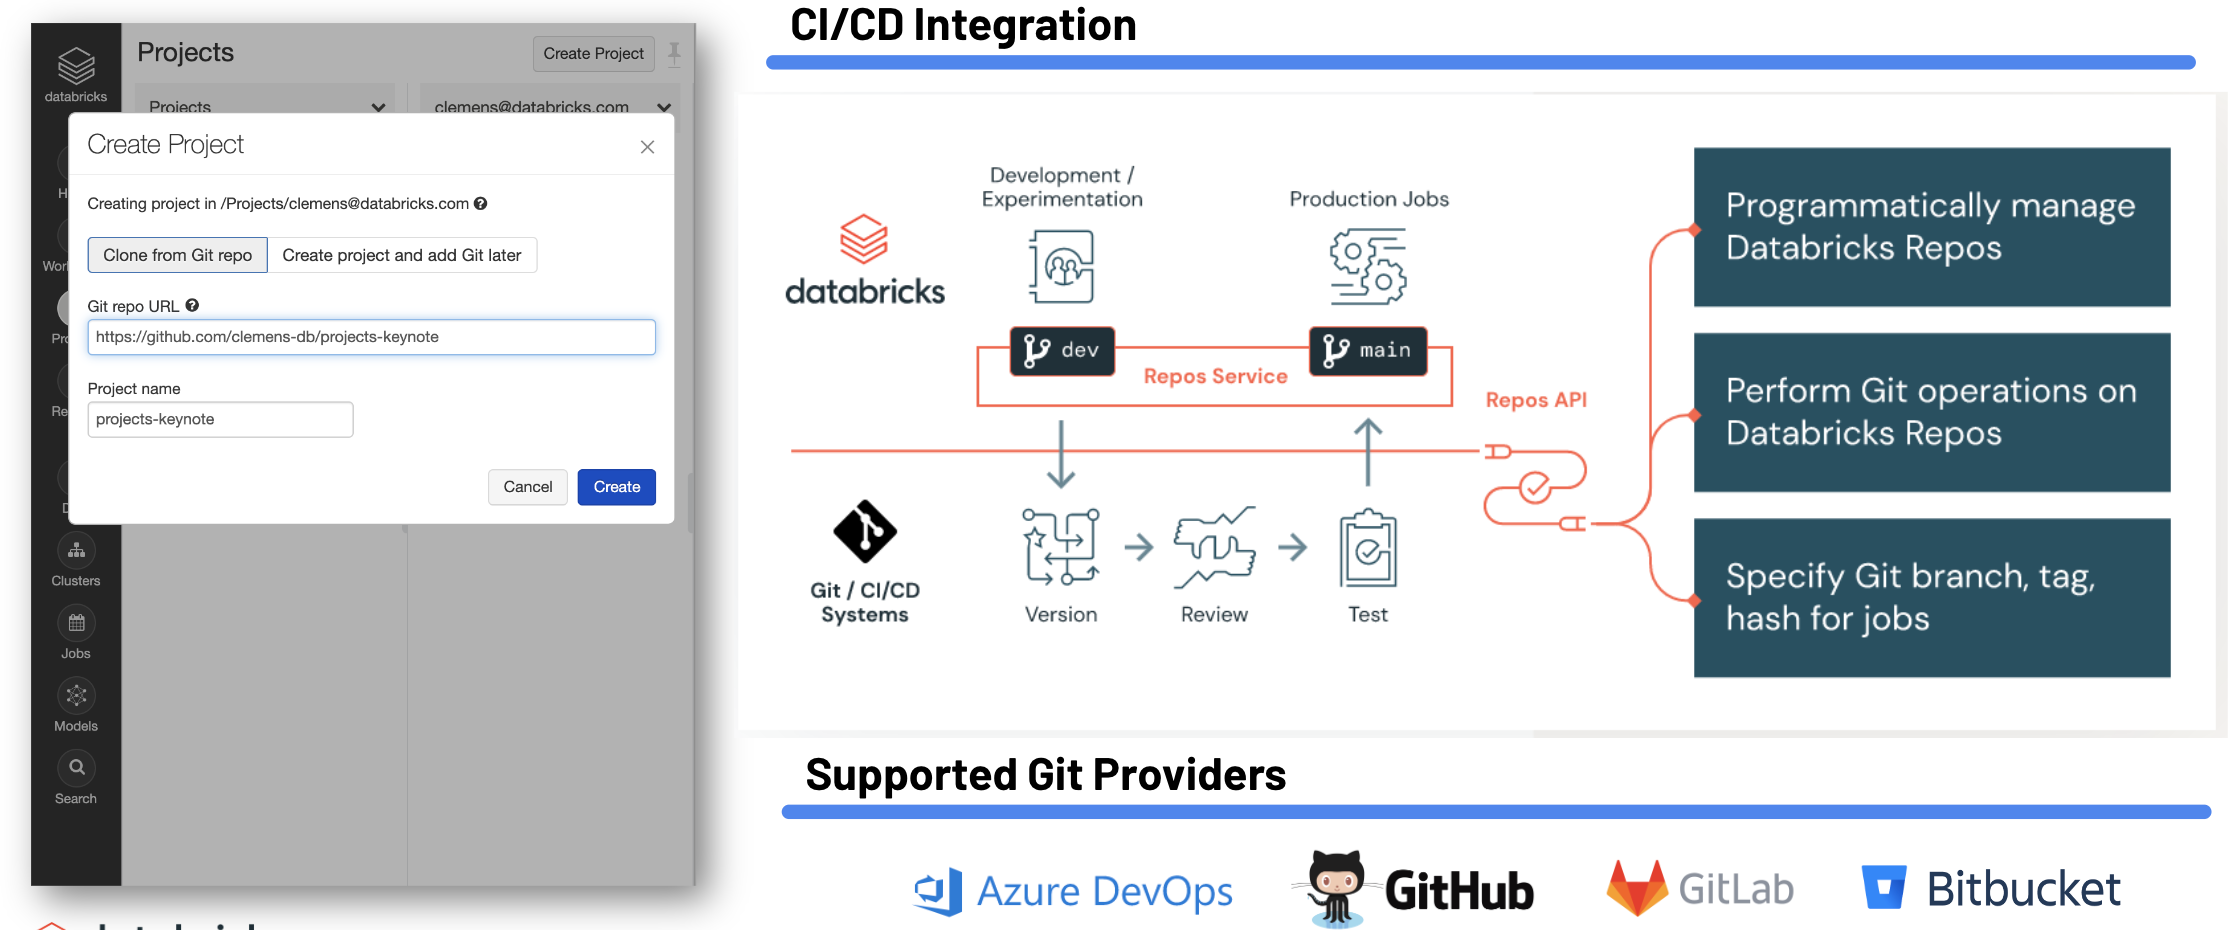 databricks
Projects
Create Project
Projects
clemens@databricks.com
Create Project
Creating project in /Projects/clemens@databricks.com
Clone from Git repo
Create project and add Git later
Git repo URL
https://github.com/clemens-db/projects-keynote
Project name
projects-keynote
Cancel
Create
Clusters
Jobs
Models
Search
CI/CD Integration
Development /
Experimentation
Production Jobs
databricks
dev
main
Repos Service
Repos API
Git / CI/CD
Systems
Version
Review
Test
Programmatically manage
Databricks Repos
Perform Git operations on
Databricks Repos
Specify Git branch, tag,
hash for jobs
Supported Git Providers
Azure DevOps
GitHub
GitLab
Bitbucket